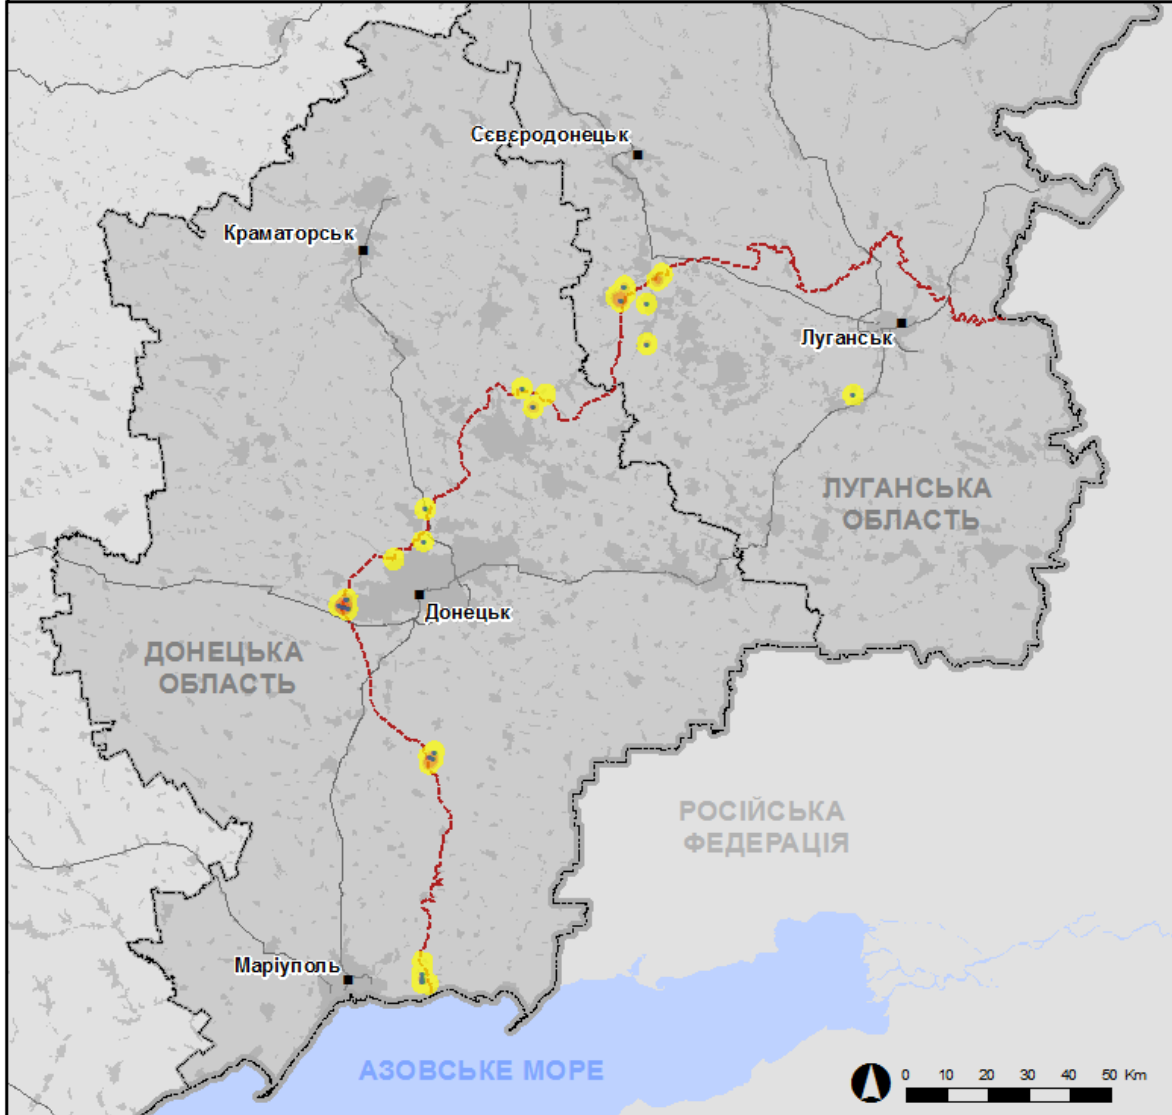 Сєвєродонецьк
Краматорськ
Луганськ
ЛУГАНСЬКА
ОБЛАСТЬ
Донецьк
ДОНЕЦЬКА
ОБЛАСТЬ
РОСІЙСЬКА
ФЕДЕРАЦІЯ
Маріуполь
АЗОВСЬКЕ МОРЕ
0 10 20 30 40 50 Km